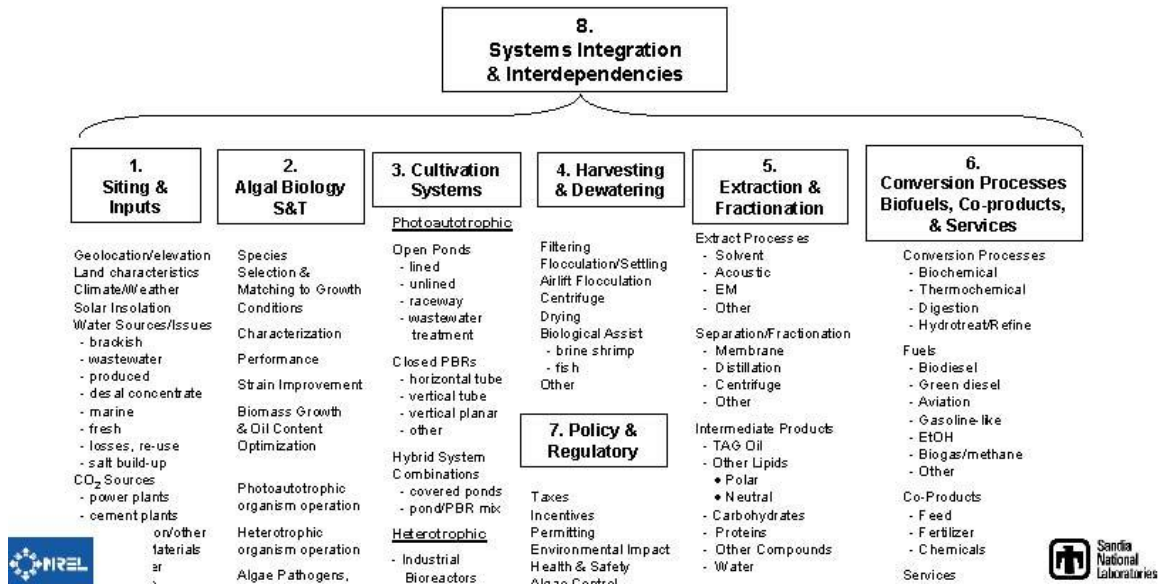 8.
Systems Integration
& Interdependencies
1.
Siting &
Inputs
Geolocation/elevation
Land characteristics
Climate/Weather
Solar Insolation
Water Sources/Issues
- brackish
- wastewater
- produced
- desal concentrate
- marine
- fresh
- losses, re-use
- salt build-up
CO2 Sources
- power plants
- cement plants
on/other
2.
Algal Biology
S&T
Species
Selection &
Matching to Growth
Conditions
Characterization
Performance
Strain Improvement
Biomass Growth
& Oil Content
Optimization
Photoautotrophic
organism operation
Heterotrophic
organism operation
Algae Pathogens,
3. Cultivation
Systems
Photoautotrophic
Open Ponds
- lined
- unlined
- raceway
- wastewater
treatment
Closed PBRs
- horizontal tube
- vertical tube
- vertical planar
- other
Hybrid System
Combinations
- covered ponds
- pond/PBR mix
Heterotrophic
- Industrial
Bioreactors
4. Harvesting
& Dewatering
Filtering
Flocculation/Settling
Airlift Flocculation
Centrifuge
Drying
Biological Assist
- brine shrimp
- fish
Other
7. Policy &
Regulatory
Taxes
Incentives
Permitting
Environmental Impact
Health & Safety
Algae Control
5.
Extraction &
Fractionation
Extract Processes
- Solvent
- Acoustic
- EM
- Other
Separation/Fractionation
- Membrane
- Distillation
- Centrifuge
- Other
Intermediate Products
- TAG Oil
- Other Lipids
• Polar
• Neutral
- Carbohydrates
- Proteins
- Other Compounds
- Water
6.
Conversion Processes
Biofuels, Co-products,
& Services
Conversion Processes
- Biochemical
- Thermochemical
- Digestion
- Hydrotreat/Refine
Fuels
- Biodiesel
- Green diesel
- Aviation
- Gasoline-like
- EtOH
- Biogas/methane
- Other
Co-Products
- Feed
- Fertilizer
- Chemicals
Services
NREL
Sandia
National
Laboratories